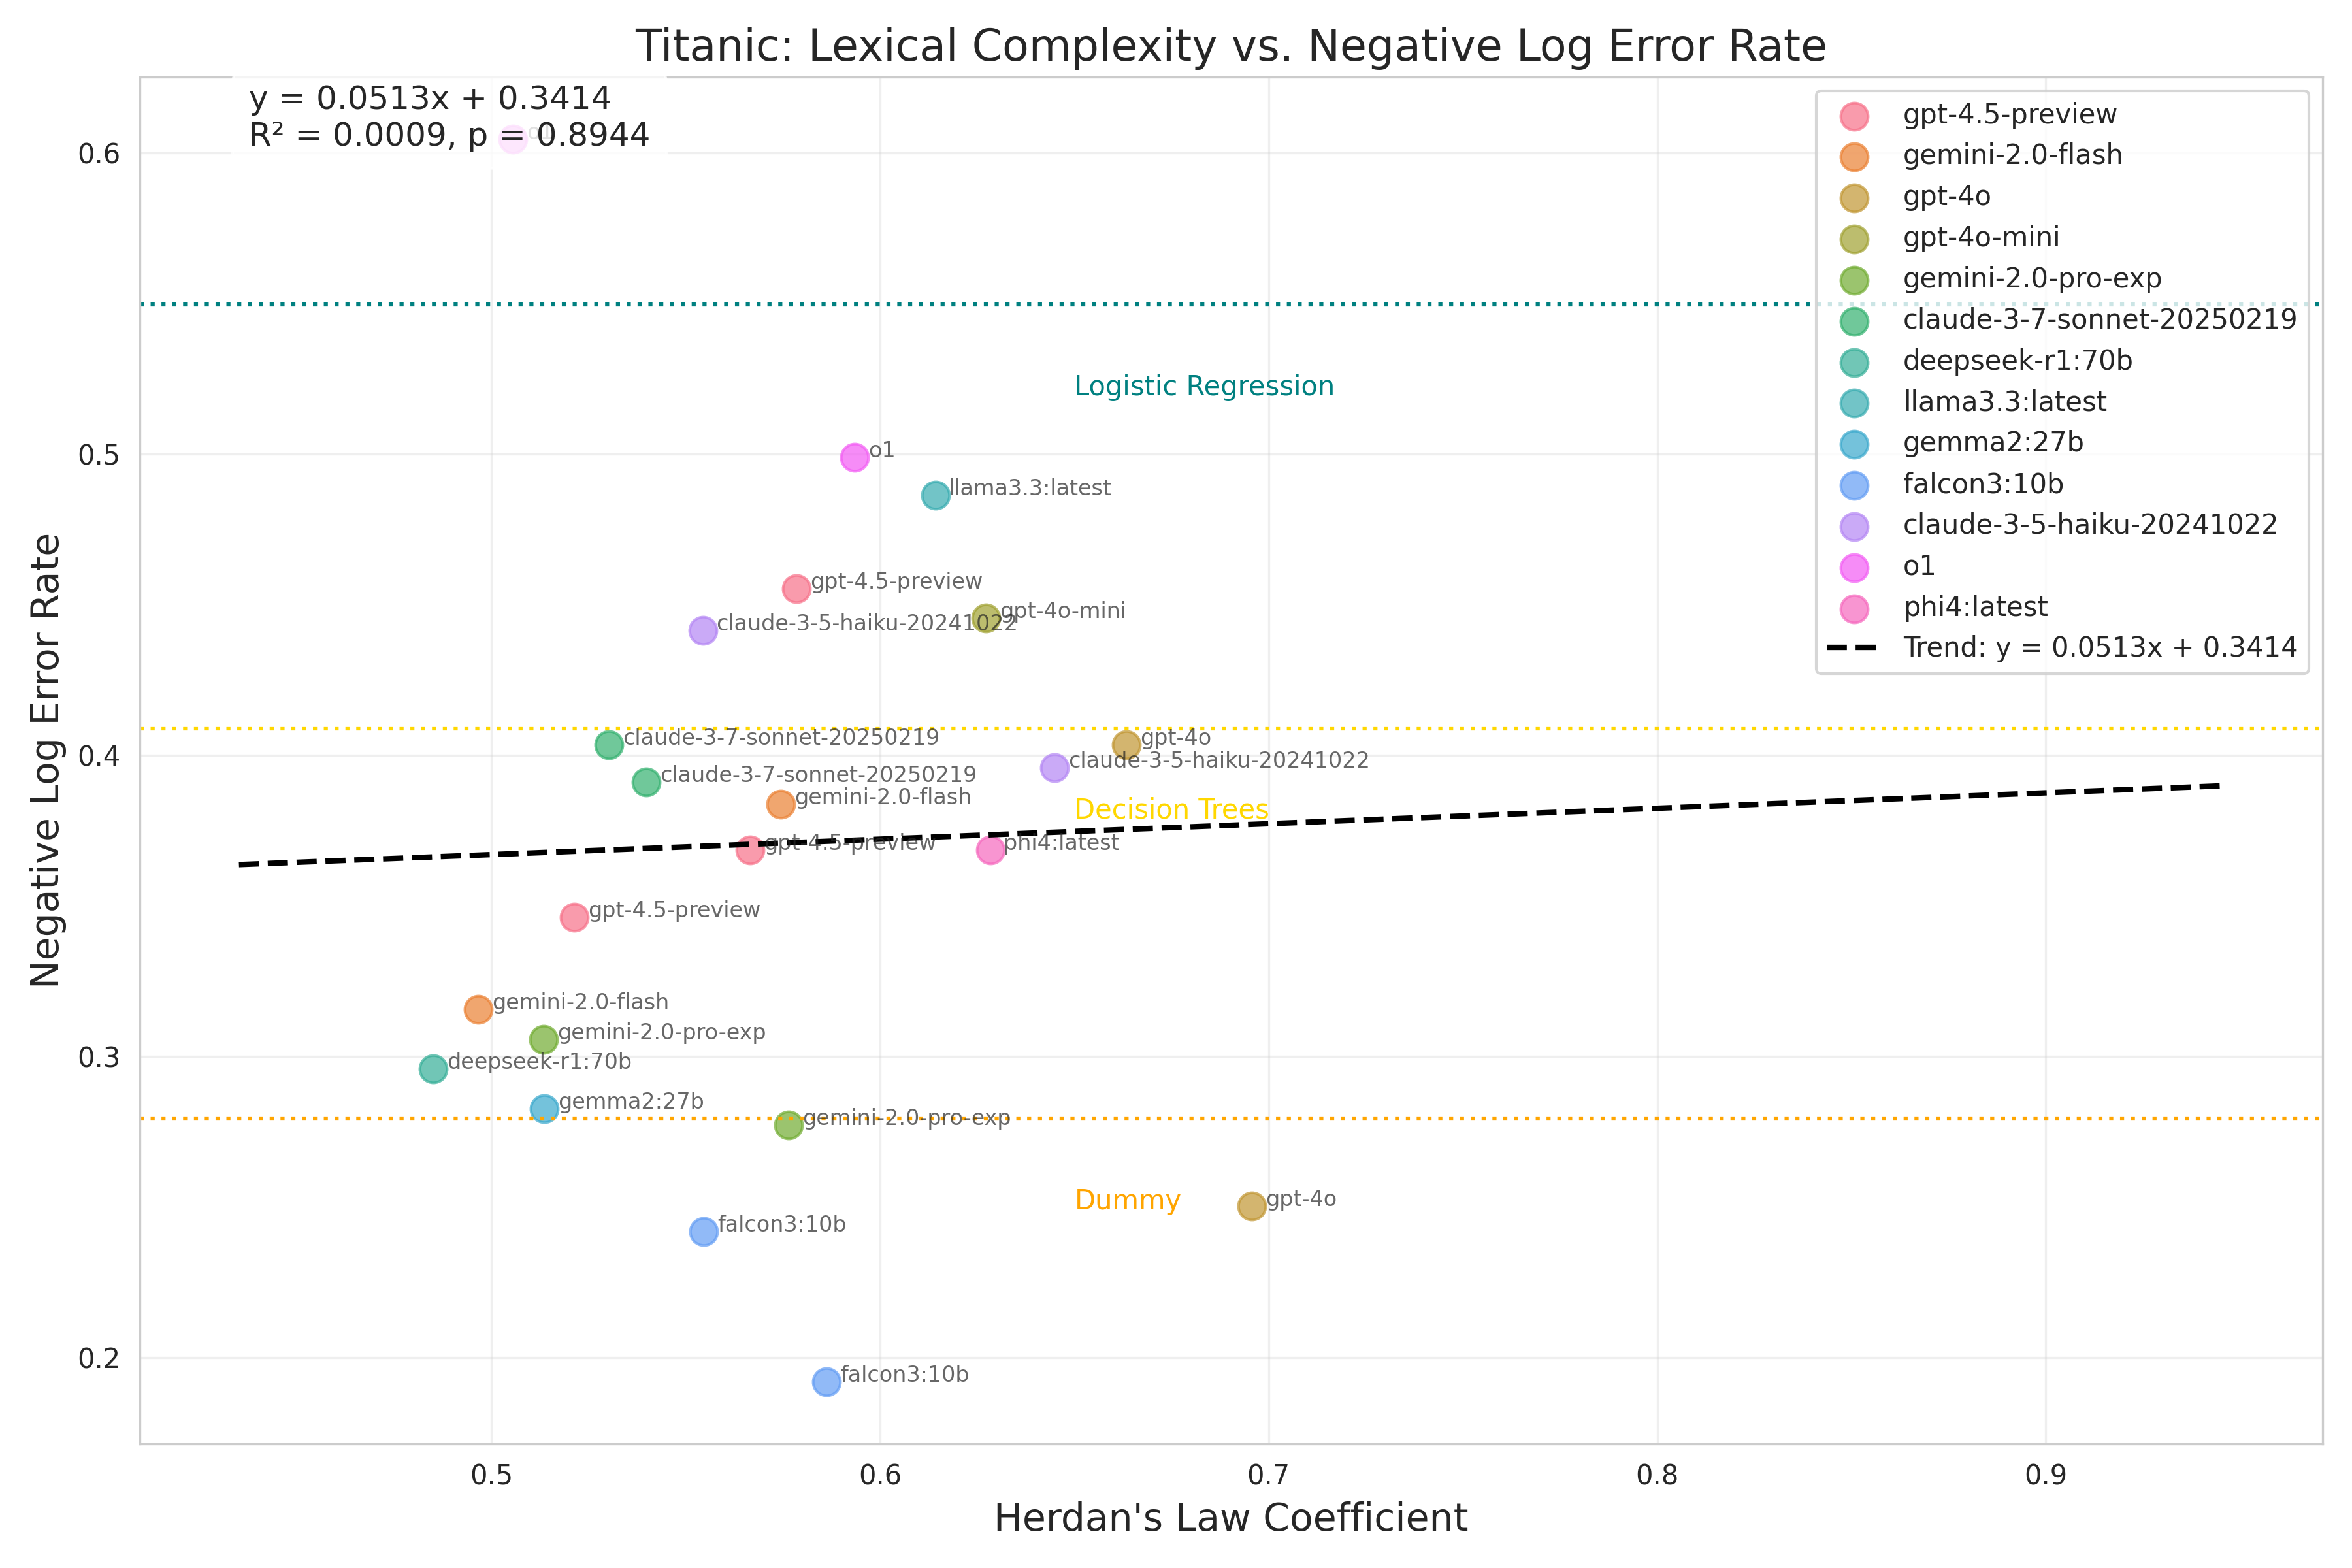 Titanic: Lexical Complexity vs. Negative Log Error Rate
y = 0.0513x + 0.3414
R² = 0.0009, p = 0.8944
o1
gpt-4.5-preview
gemini-2.0-flash
gpt-4o
gpt-4o-mini
gemini-2.0-pro-exp
claude-3-7-sonnet-20250219
deepseek-r1:70b
llama3.3:latest
gemma2:27b
falcon3:10b
claude-3-5-haiku-20241022
o1
phi4:latest
Trend: y = 0.0513x + 0.3414
Logistic Regression
o1
llama3.3:latest
gpt-4.5-preview
gpt-4o-mini
claude-3-5-haiku-20241022
claude-3-7-sonnet-20250219
gpt-4o
claude-3-5-haiku-20241022
claude-3-7-sonnet-20250219
gemini-2.0-flash
Decision Trees
gpt-4.5-preview
phi4:latest
gpt-4.5-preview
gemini-2.0-flash
gemini-2.0-pro-exp
deepseek-r1:70b
gemma2:27b
gemini-2.0-pro-exp
Dummy
gpt-4o
falcon3:10b
falcon3:10b
0.6
0.5
0.4
0.3
0.2
Negative Log Error Rate
0.5
0.6
0.7
0.8
0.9
Herdan's Law Coefficient